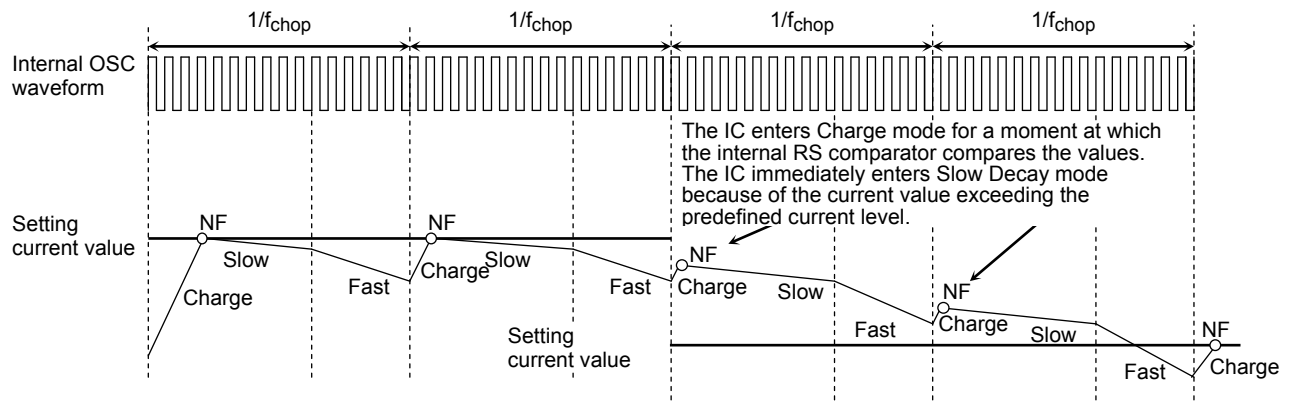 1/fchop 1/fchop 1/fchop 1/fchop
Internal OSC
waveform
The IC enters Charge mode for a moment at which
the internal RS comparator compares the values.
The IC immediately enters Slow Decay mode
because of the current value exceeding the
predefined current level.
Setting
current value
NF
Slow
Charge
Fast
NF
Charge
Slow
Fast
NF
Charge
Slow
Fast
NF
Charge
Slow
Fast
NF
Charge
Setting
current value